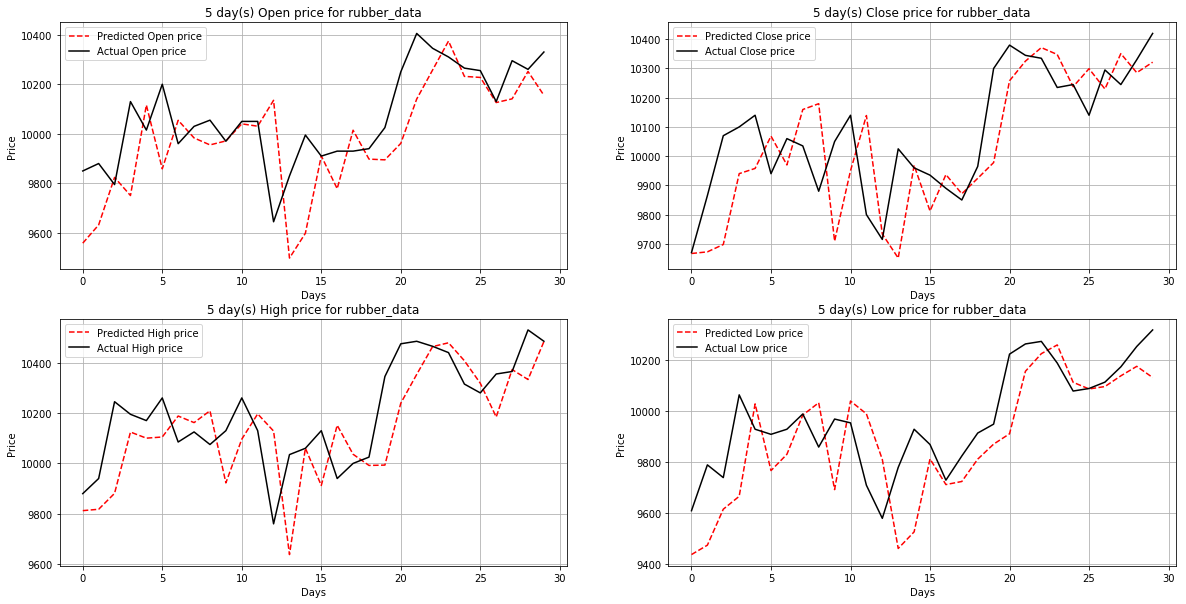 5 day(s) Open price for rubber_data
Predicted Open price
Actual Open price
Price
10400
10200
10000
9800
9600
0 5 10 15 20 25 30
Days
5 day(s) Close price for rubber_data
Predicted Close price
Actual Close price
Price
10400
10300
10200
10100
10000
9900
9800
9700
0 5 10 15 20 25 30
Days
5 day(s) High price for rubber_data
Predicted High price
Actual High price
Price
10400
10200
10000
9800
9600
0 5 10 15 20 25 30
Days
5 day(s) Low price for rubber_data
Predicted Low price
Actual Low price
Price
10200
10000
9800
9600
9400
0 5 10 15 20 25 30
Days